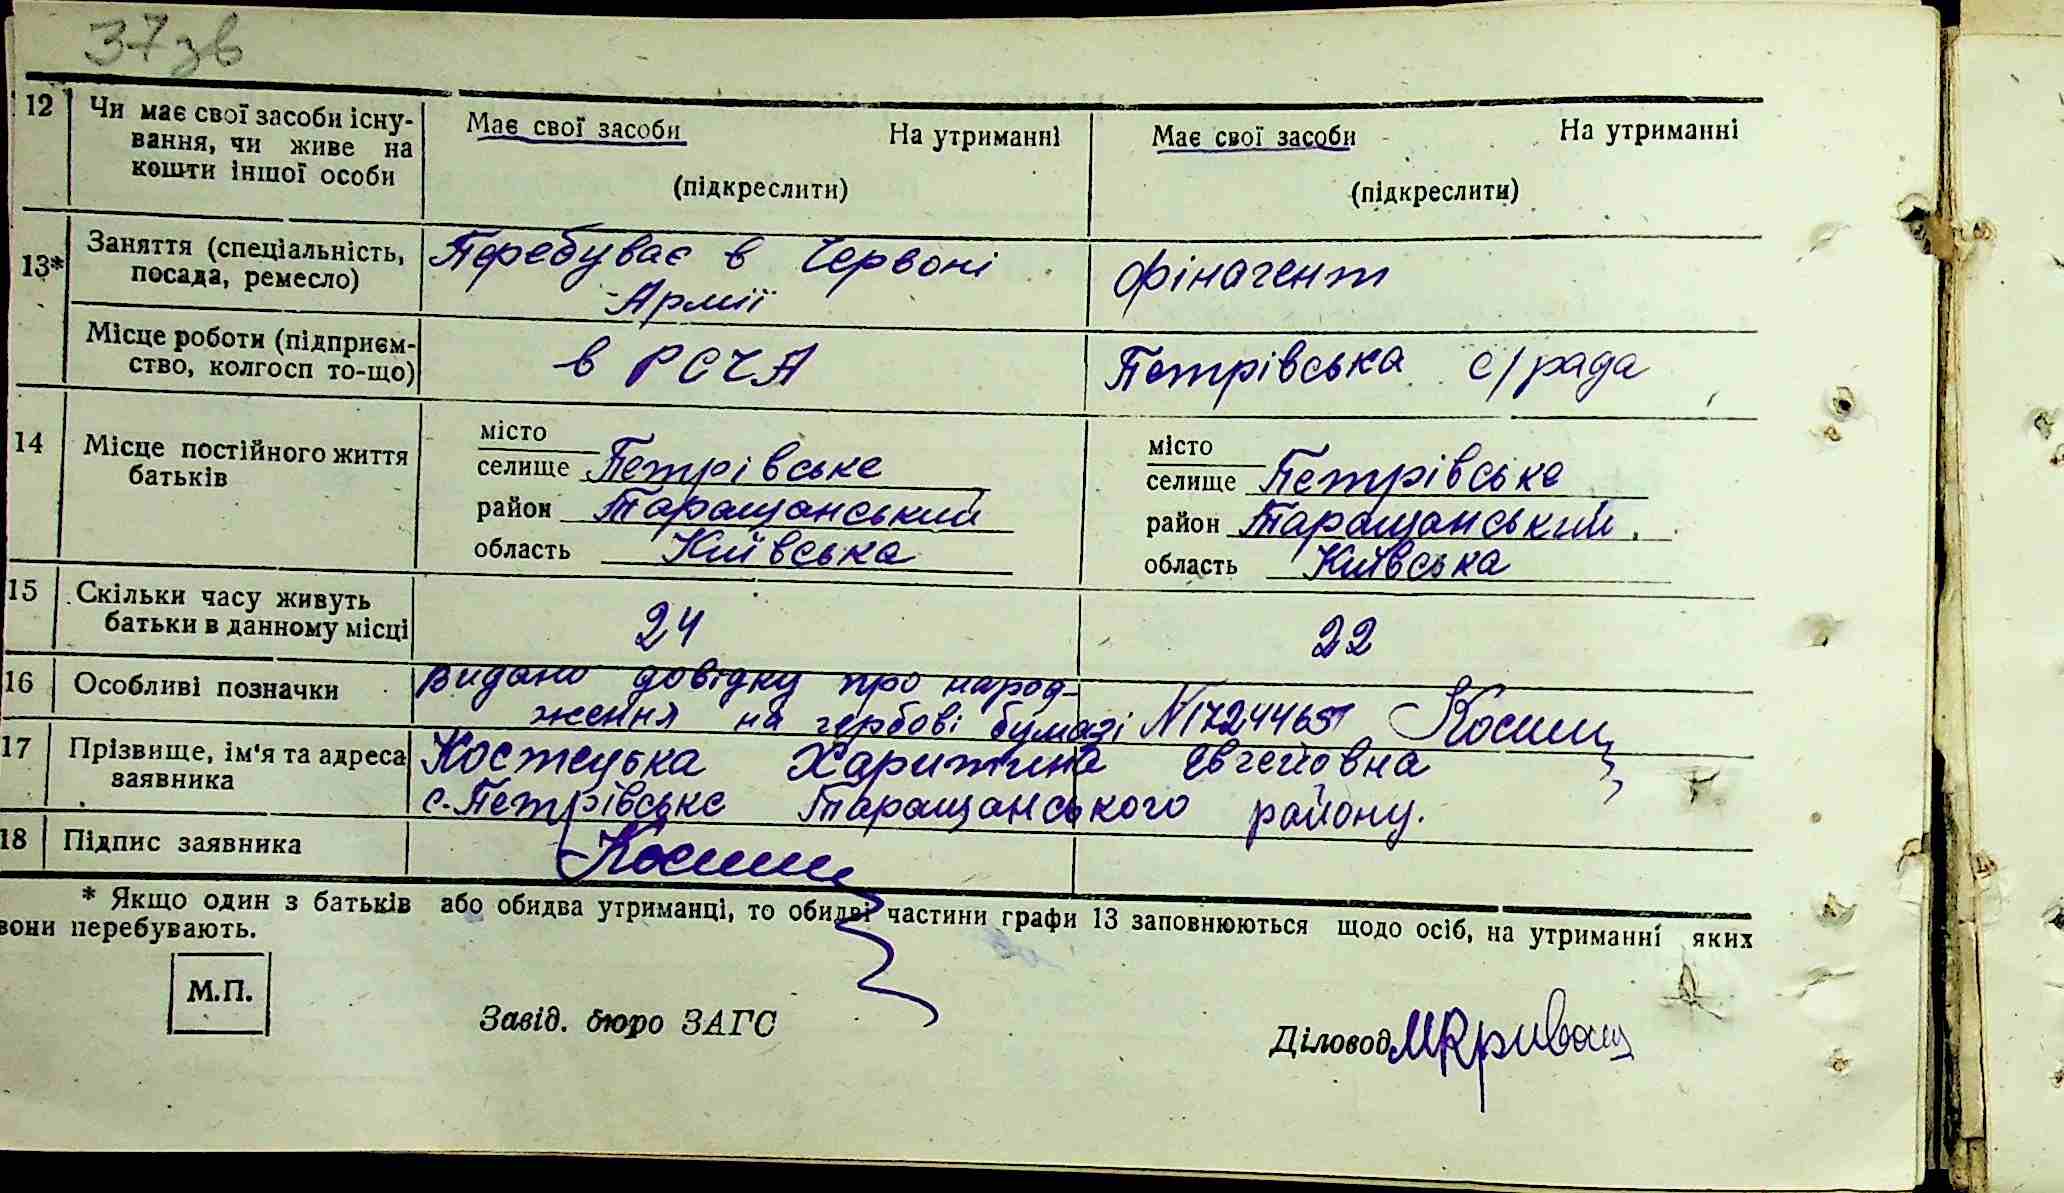 37зв
12 Чи має свої засоби існу-
вання, чи живе на
кошти іншої особи
Має свої засоби На утриманні
(підкреслити)
Має свої засоби На утриманні
(підкреслити)
13* Заняття (спеціальність,
посада, ремесло)
Перебуває в Червоні
Армії
фінагент
Місце роботи (підприєм-
ство, колгосп то-що)
в РСЧА
Петрівська с/рада
14 Місце постійного життя
батьків
місто
селище Петрівське
район Таращанський
область Київська
місто
селище Петрівське
район Таращанський
область Київська
15 Скільки часу живуть
батьки в данному місці
24
22
16 Особливі позначки
Видано довідку про народ-
ження на гербові бумазі №
17 Прізвище, ім'я та адреса
заявника
Костецька Харитина
с. Петрівське Таращанського району.
18 Підпис заявника
* Якщо один з батьків або обидва утриманці, то обидві частини графи 13 заповнюються щодо осіб, на утриманні яких
вони перебувають.
М.П.
Завід. бюро ЗАГС
Діловод